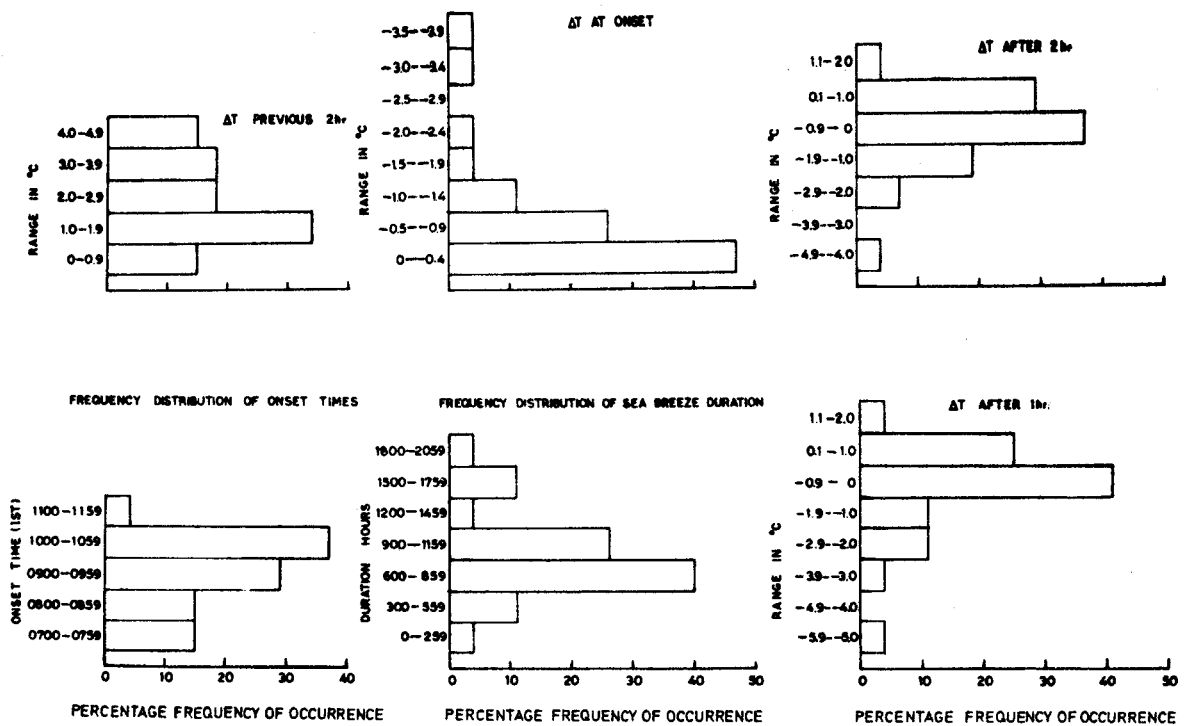 ΔT PREVIOUS 2hr
RANGE IN °C
4.0-4.9
3.0-3.9
2.0-2.9
1.0-1.9
0-0.9
ΔT AT ONSET
RANGE IN °C
-3.5--3.9
-3.0--3.4
-2.5--2.9
-2.0--2.4
-1.5--1.9
-1.0--1.4
-0.5--0.9
0--0.4
ΔT AFTER 2hr
RANGE IN °C
1.1-2.0
0.1-1.0
-0.9-0
-1.9--1.0
-2.9--2.0
-3.9--3.0
-4.9--4.0
FREQUENCY DISTRIBUTION OF ONSET TIMES
ONSET TIME (IST)
1100-1159
1000-1059
0900-0959
0800-0859
0700-0759
0 10 20 30 40
PERCENTAGE FREQUENCY OF OCCURRENCE
FREQUENCY DISTRIBUTION OF SEA BREEZE DURATION
DURATION HOURS
1800-2059
1500-1759
1200-1459
900-1159
600-859
300-559
0-259
0 10 20 30 40 50
PERCENTAGE FREQUENCY OF OCCURRENCE
ΔT AFTER 1hr.
RANGE IN °C
1.1-2.0
0.1-1.0
-0.9-0
-1.9--1.0
-2.9--2.0
-3.9--3.0
-4.9--4.0
-5.9--5.0
0 10 20 30 40 50
PERCENTAGE FREQUENCY OF OCCURRENCE